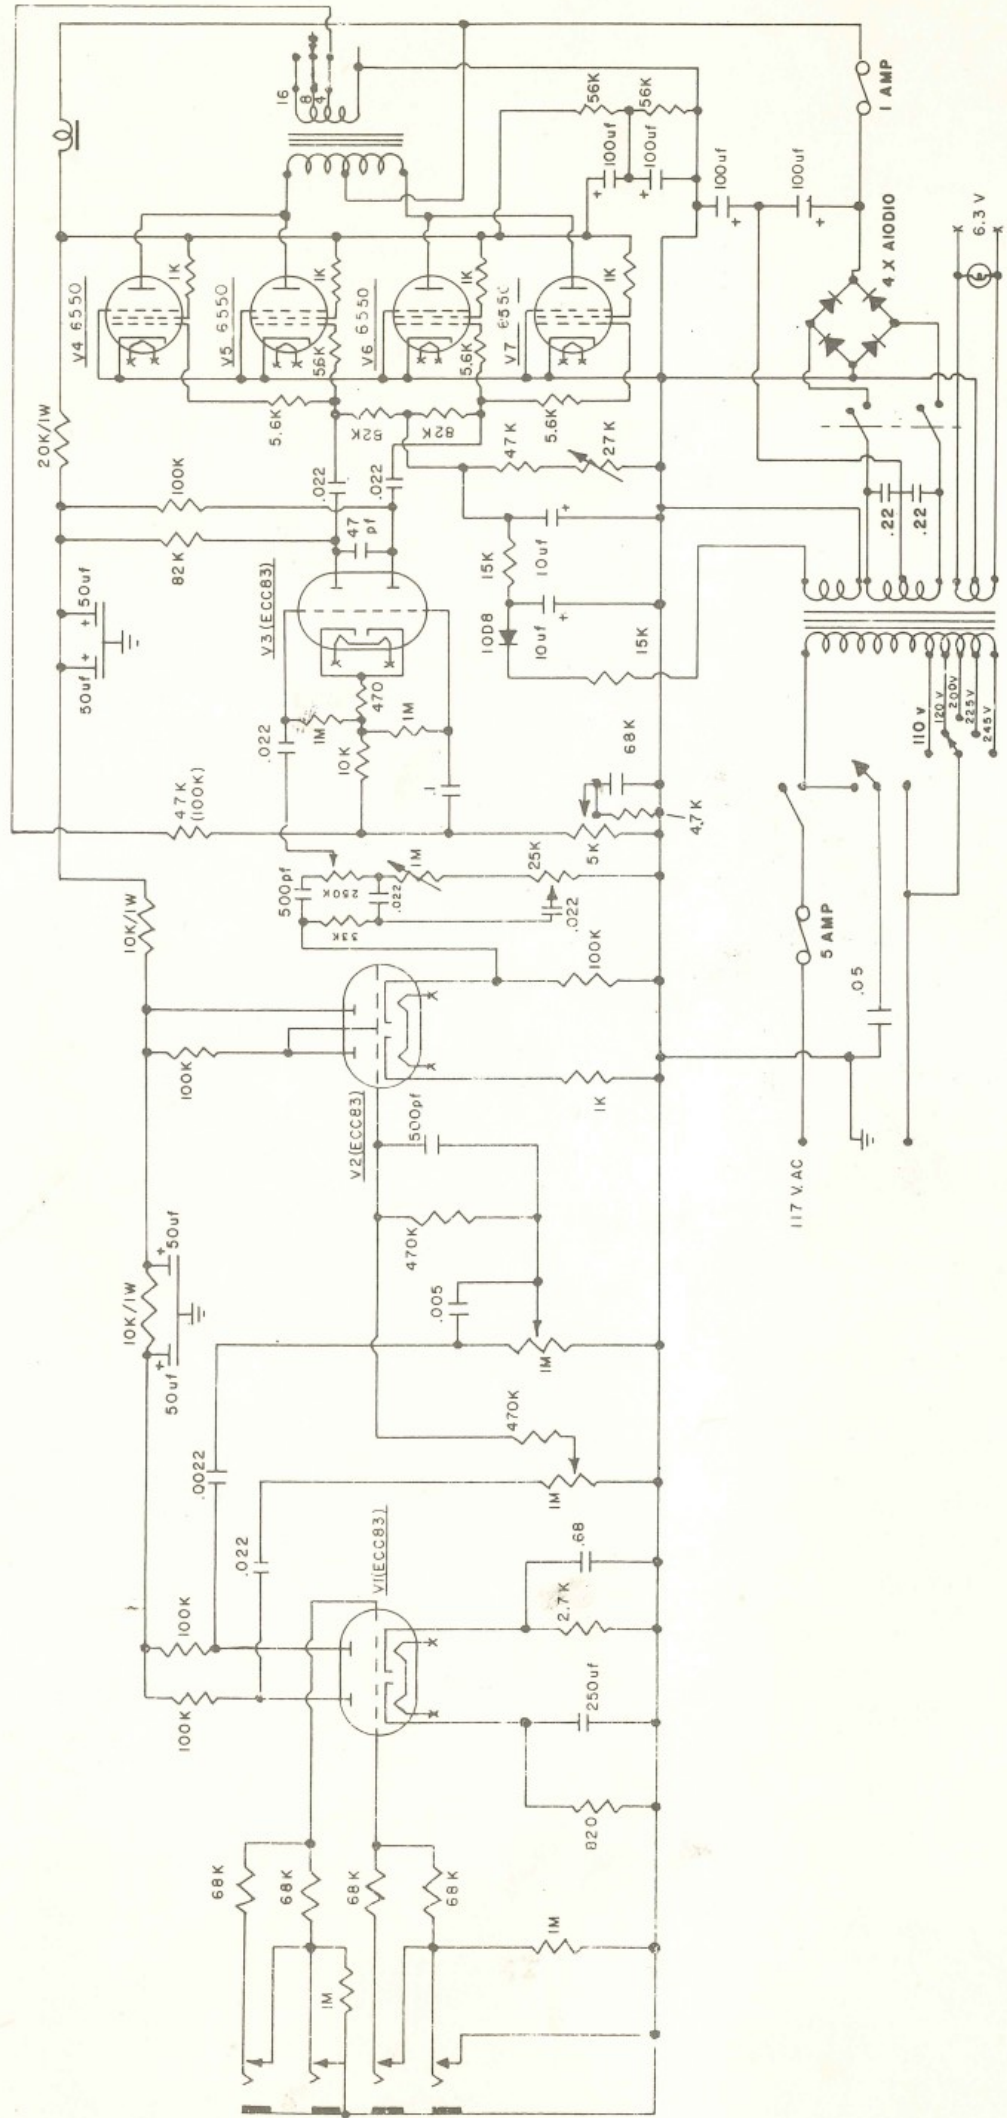 16
8
4
1 AMP
56K
56K
100uf
100uf
100uf
100uf
V4 6550
V5 6550
V6 6550
V7 6550
1K
1K
1K
1K
4 X A10D10
6.3 V
20K/1W
5.6K
56K
5.6K
5.6K
82K
47K
27K
100K
82K
.022
.022
47
pf
15K
10uf
10uf
10D8
15K
.22
.22
+50uf
50uf+
V3 (ECC83)
470
1M
1M
10K
.022
.1
68K
4.7K
5K
47K
(100K)
110 v
120 V
200v
225V
245V
500pf
250K
.022
33K
1M
25K
.022
5 AMP
.05
10K/1W
100K
100K
1K
V2(ECC83)
500pf
117 V. AC
470K
.005
1M
+50uf
10K/1W
50uf+
.0022
.022
470K
1M
V1(ECC83)
.68
2.7K
250uf
820
100K
100K
68K
68K
68K
68K
1M
1M